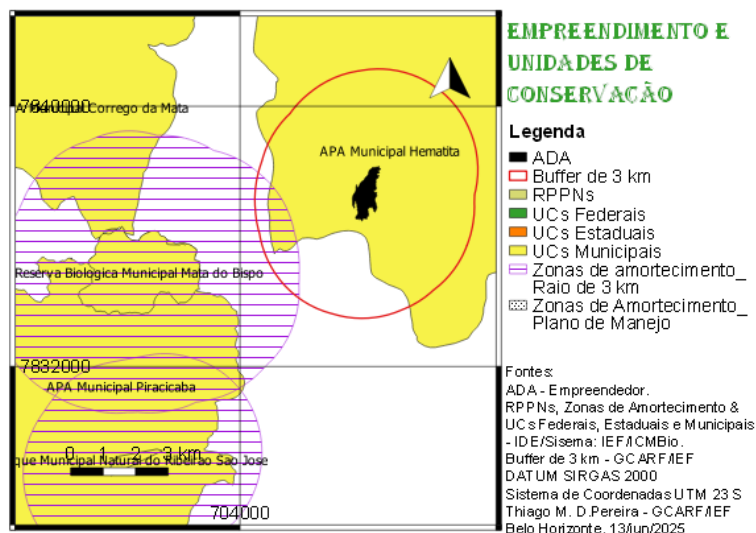 EMPREENDIMENTO E
UNIDADES DE
CONSERVAÇÃO
Legenda
ADA
Buffer de 3 km
RPPNs
UCs Federais
UCs Estaduais
UCs Municipais
Zonas de amortecimento_
Raio de 3 km
Zonas de Amortecimento_
Plano de Manejo
Fontes:
ADA - Empreendedor.
RPPNs, Zonas de Amortecimento &
UCs Federais, Estaduais e Municipais
- IDE/Sisema: IEF/ICMBio.
Buffer de 3 km - GCARF/IEF
DATUM SIRGAS 2000
Sistema de Coordenadas UTM 23 S
Thiago M. D.Pereira - GCARF/IEF
Belo Horizonte, 13/jun/2025
7840000
Corrego da Mata
APA Municipal Hematita
Reserva Biologica Municipal Mata do Bispo
7832000
APA Municipal Piracicaba
0 1 2 3 km
que Municipal Natural do Ribeirao Sao Jose
704000